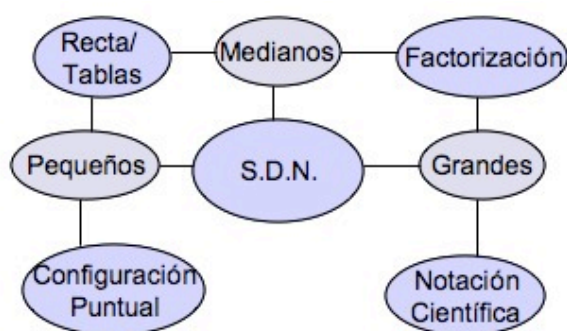 Recta/
Tablas
Medianos
Factorización
Pequeños
S.D.N.
Grandes
Configuración
Puntual
Notación
Científica